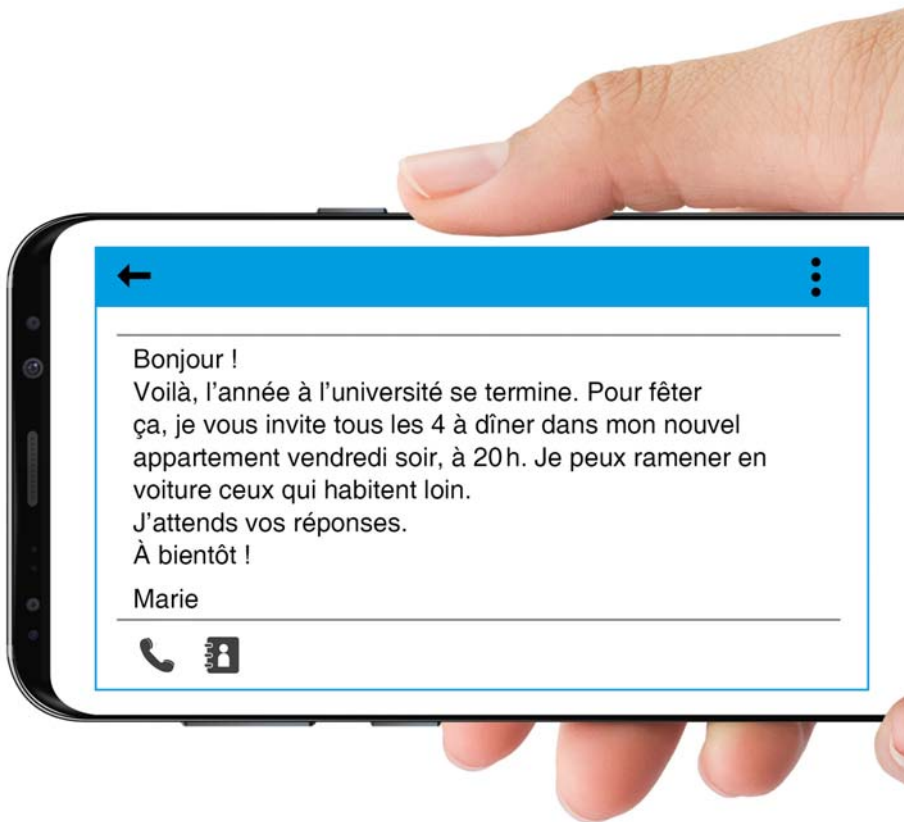 Bonjour !
Voilà, l'année à l'université se termine. Pour fêter
ça, je vous invite tous les 4 à dîner dans mon nouvel
appartement vendredi soir, à 20 h. Je peux ramener en
voiture ceux qui habitent loin.
J'attends vos réponses.
À bientôt !
Marie